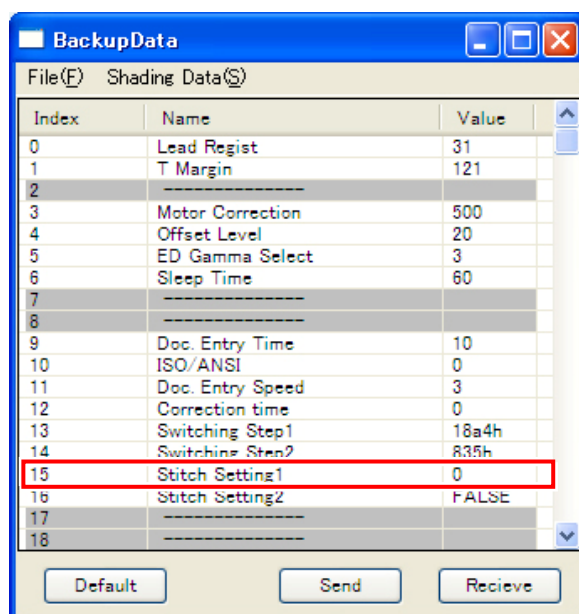 BackupData
File(F) Shading Data(S)
Index Name Value
0 Lead Regist 31
1 T Margin 121
2 --------------
3 Motor Correction 500
4 Offset Level 20
5 ED Gamma Select 3
6 Sleep Time 60
7 --------------
8 --------------
9 Doc. Entry Time 10
10 ISO/ANSI 0
11 Doc. Entry Speed 3
12 Correction time 0
13 Switching Step1 18a4h
14 Switching Step2 835h
15 Stitch Setting1 0
16 Stitch Setting2 FALSE
17 --------------
18 --------------
Default Send Recieve